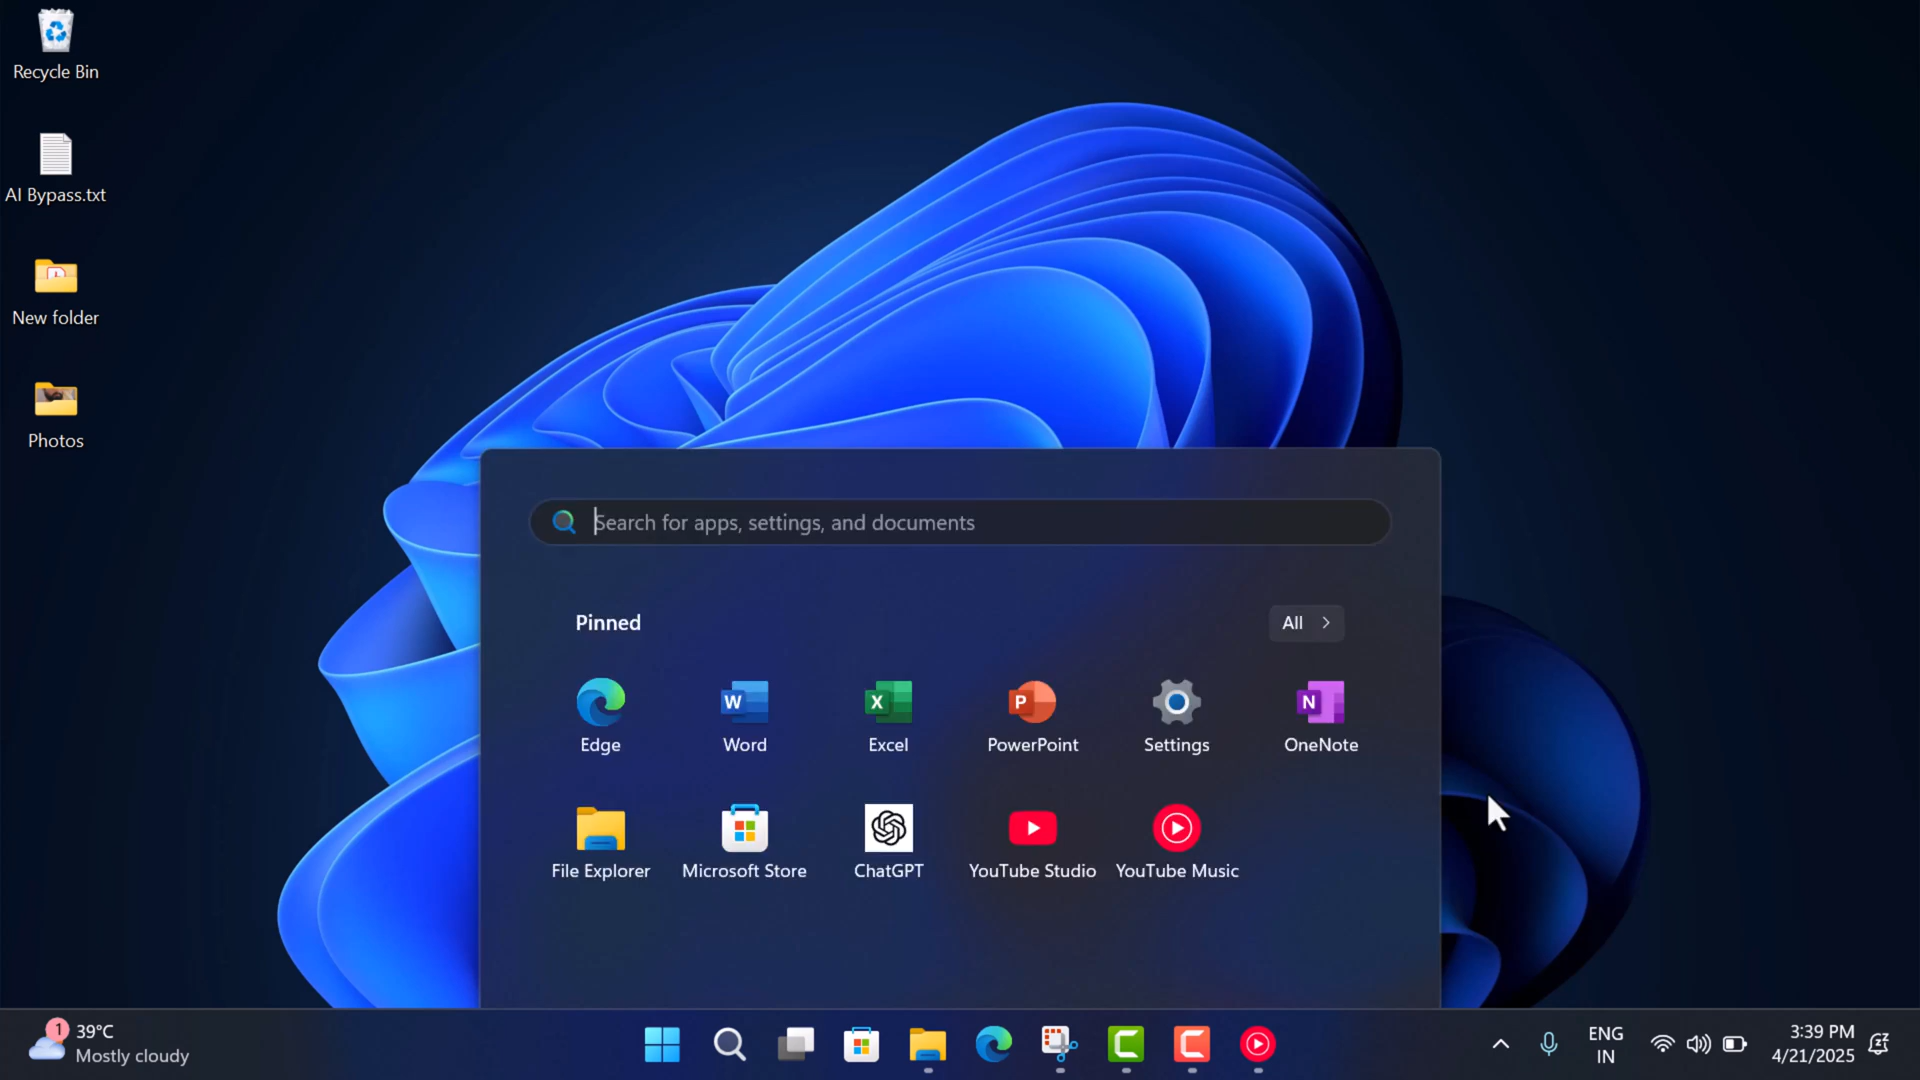 Recycle Bin
AI Bypass.txt
New folder
Photos
Search for apps, settings, and documents
Pinned
All
Edge
Word
Excel
PowerPoint
Settings
OneNote
File Explorer
Microsoft Store
ChatGPT
YouTube Studio
YouTube Music
1
39°C
Mostly cloudy
ENG
IN
3:39 PM
4/21/2025